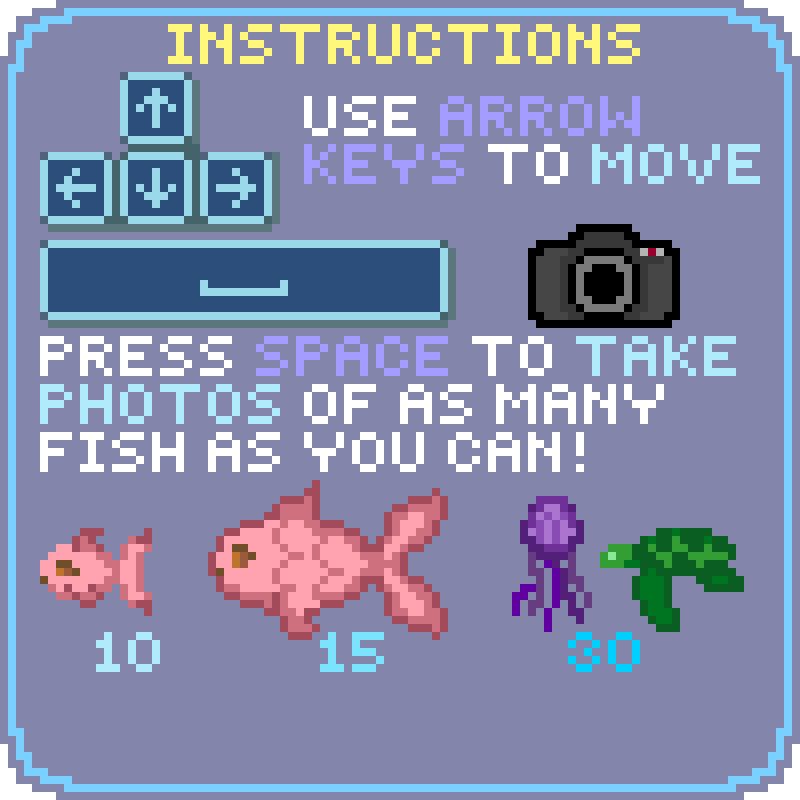 INSTRUCTIONS
USE ARROW
KEYS TO MOVE
PRESS SPACE TO TAKE
PHOTOS OF AS MANY
FISH AS YOU CAN!
10 15 30